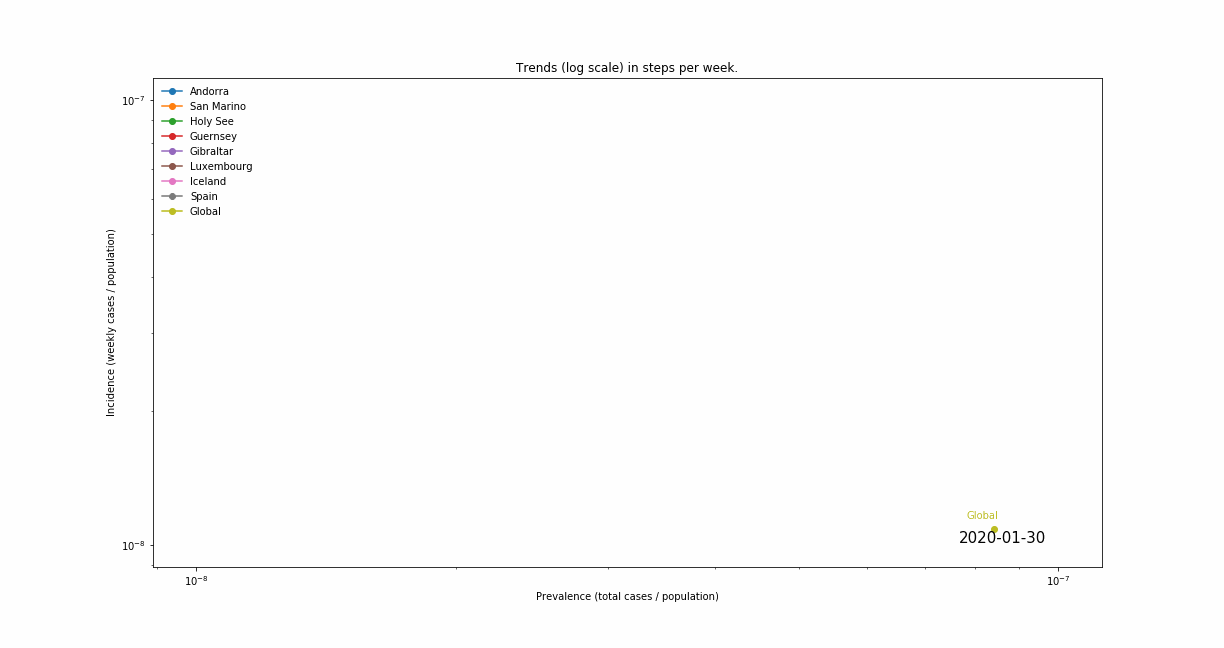 Trends (log scale) in steps per week.
10⁻⁷
Andorra
San Marino
Holy See
Guernsey
Gibraltar
Luxembourg
Iceland
Spain
Global
Incidence (weekly cases / population)
Global
2020-01-30
10⁻⁸
10⁻⁸
10⁻⁷
Prevalence (total cases / population)